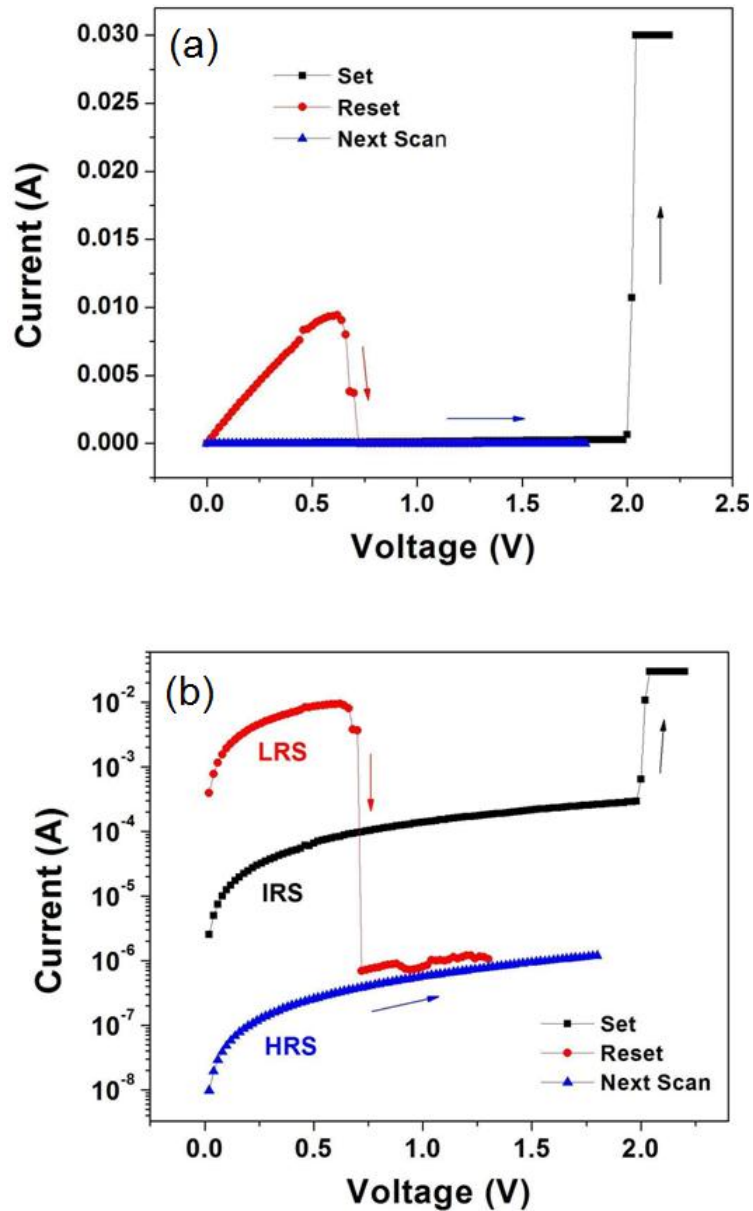 (a)
Set
Reset
Next Scan
0.030
0.025
0.020
0.015
0.010
0.005
0.000
Current (A)
0.0 0.5 1.0 1.5 2.0 2.5
Voltage (V)
(b)
10⁻²
10⁻³
10⁻⁴
10⁻⁵
10⁻⁶
10⁻⁷
10⁻⁸
Current (A)
LRS
IRS
HRS
Set
Reset
Next Scan
0.0 0.5 1.0 1.5 2.0
Voltage (V)